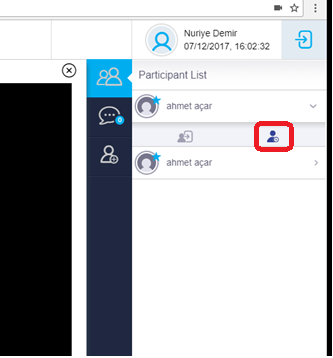 Nuriye Demir
07/12/2017, 16:02:32
Participant List
ahmet açar
0
ahmet açar